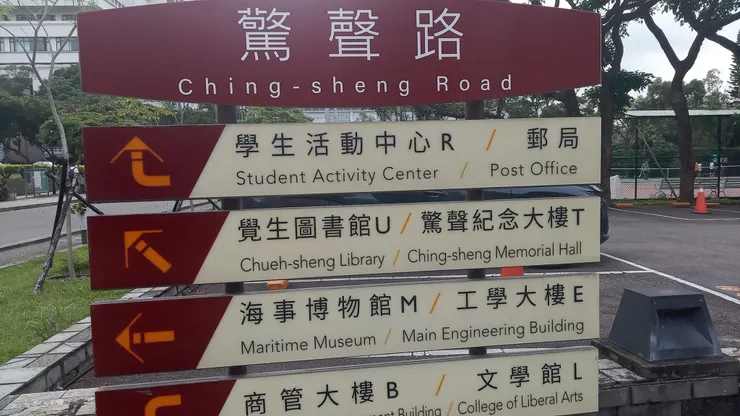 驚聲路
Ching-sheng Road
學生活動中心R / 郵局
Student Activity Center / Post Office
覺生圖書館U / 驚聲紀念大樓T
Chueh-sheng Library / Ching-sheng Memorial Hall
海事博物館M / 工學大樓E
Maritime Museum / Main Engineering Building
商管大樓B / 文學館L
Building / College of Liberal Arts